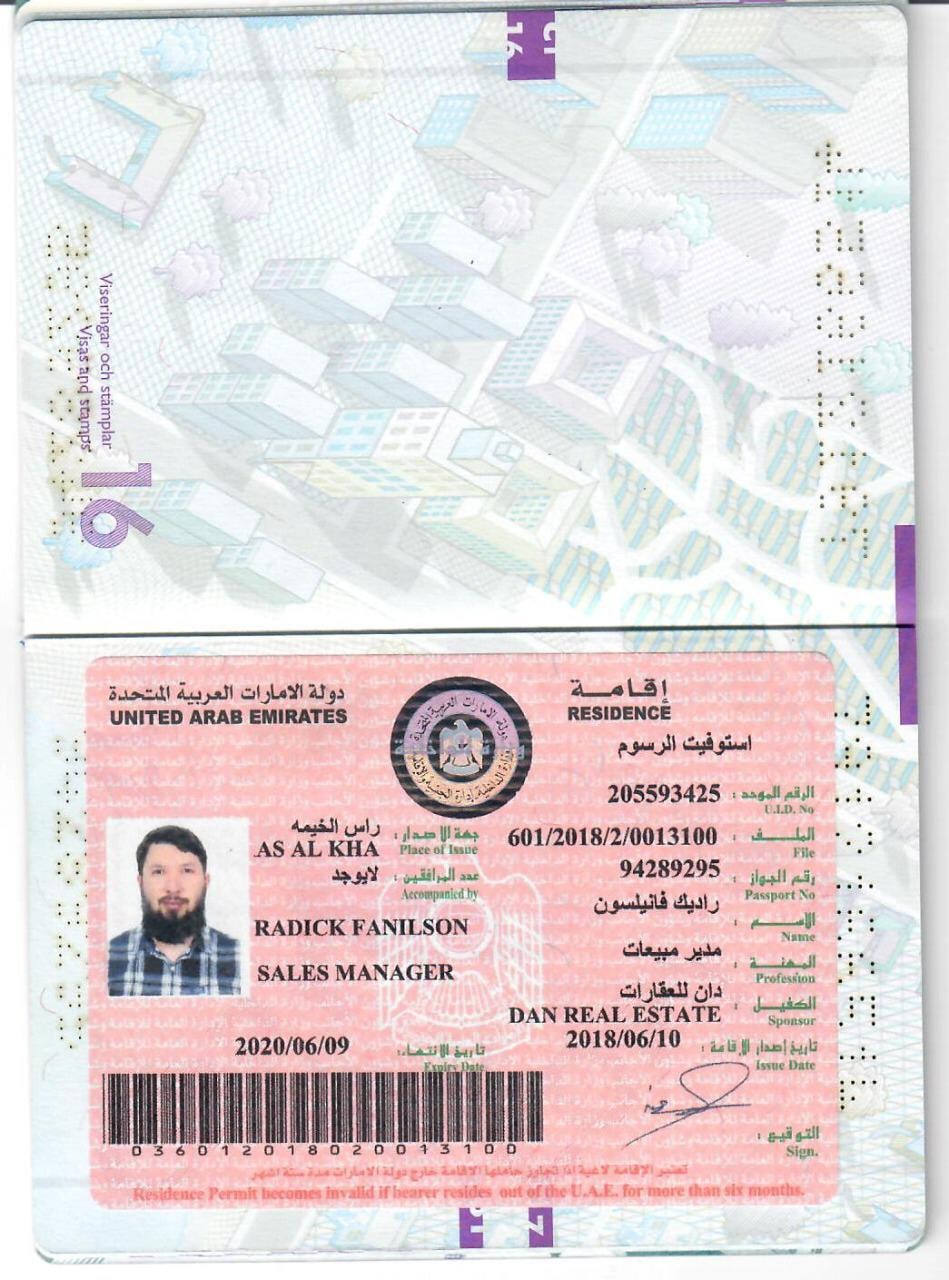 Viseringar och stämplar
Visas and stamps
16
دولة الامارات العربية المتحدة
UNITED ARAB EMIRATES
إقامة
RESIDENCE
استوفيت الرسوم
205593425 : الرقم الموحد
U.I.D. No
601/2018/2/0013100 : الملف
File
راس الخيمه جهة الاصدار:
AS AL KHA Place of Issue
94289295 رقم الجواز :
Passport No
لايوجد عدد المرافقين :
Accompanied by
راديك فانيلسون الاسم :
RADICK FANILSON Name
مدير مبيعات المهنة :
SALES MANAGER Profession
دان للعقارات الكفيل :
DAN REAL ESTATE Sponsor
2018/06/10 تاريخ إصدار الإقامة :
Issue Date
2020/06/09 تاريخ الانتهاء:
Expiry Date
التوقيع :
Sign.
036012018020013100
تعتبر الإقامة لاغية اذا تجاوز حاملها الاقامة خارج دولة الامارات مدة ستة اشهر
Residence Permit becomes invalid if bearer resides out of the U.A.E. for more than six months.
17